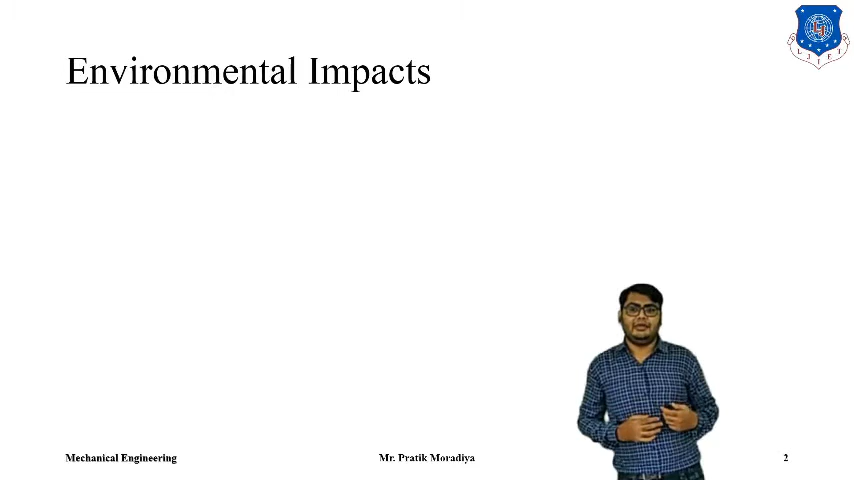 Environmental Impacts
L J I E T
Mechanical Engineering
Mr. Pratik Moradiya
2